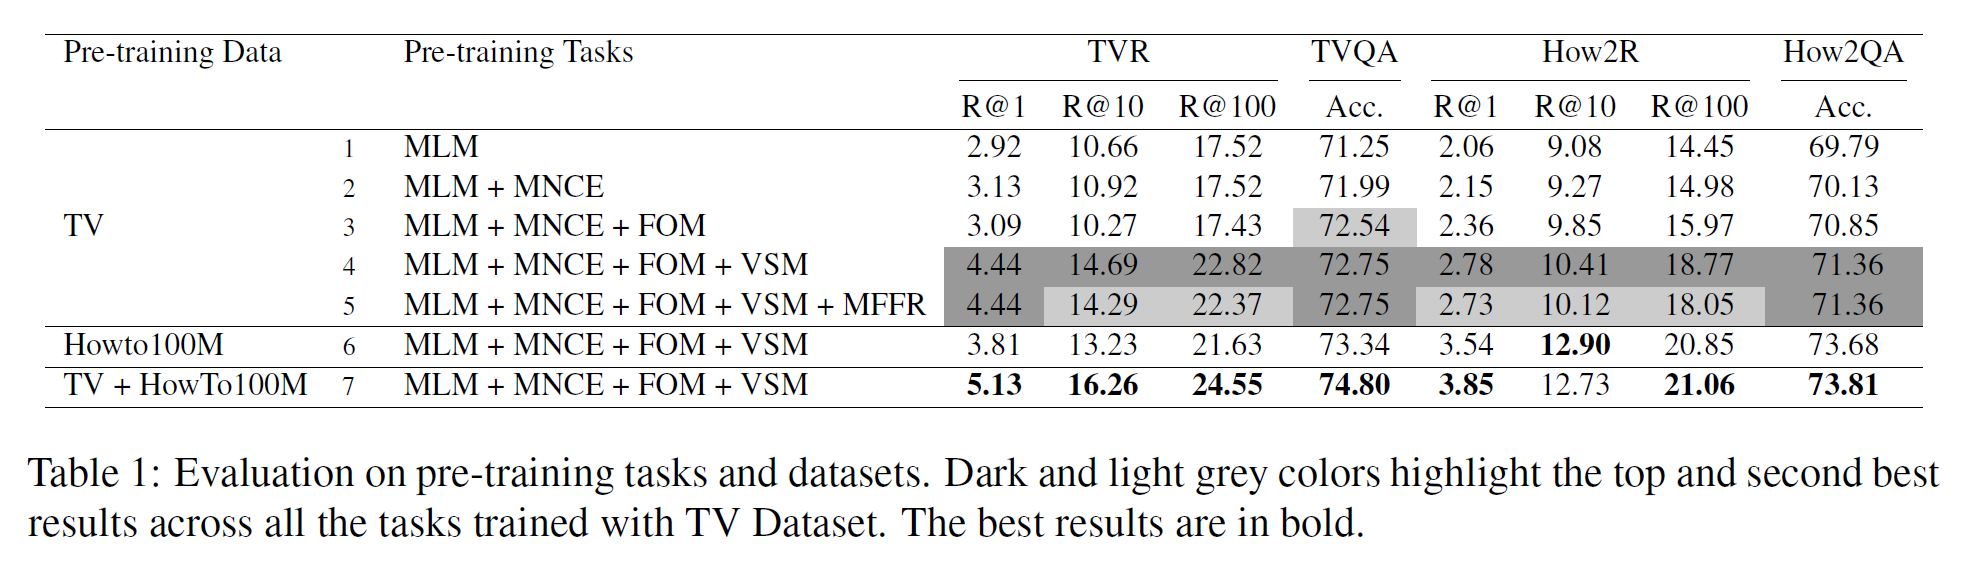 Pre-training Data Pre-training Tasks TVR TVQA How2R How2QA
R@1 R@10 R@100 Acc. R@1 R@10 R@100 Acc.
1 MLM 2.92 10.66 17.52 71.25 2.06 9.08 14.45 69.79
2 MLM + MNCE 3.13 10.92 17.52 71.99 2.15 9.27 14.98 70.13
TV 3 MLM + MNCE + FOM 3.09 10.27 17.43 72.54 2.36 9.85 15.97 70.85
4 MLM + MNCE + FOM + VSM 4.44 14.69 22.82 72.75 2.78 10.41 18.77 71.36
5 MLM + MNCE + FOM + VSM + MFFR 4.44 14.29 22.37 72.75 2.73 10.12 18.05 71.36
Howto100M 6 MLM + MNCE + FOM + VSM 3.81 13.23 21.63 73.34 3.54 12.90 20.85 73.68
TV + HowTo100M 7 MLM + MNCE + FOM + VSM 5.13 16.26 24.55 74.80 3.85 12.73 21.06 73.81
Table 1: Evaluation on pre-training tasks and datasets. Dark and light grey colors highlight the top and second best
results across all the tasks trained with TV Dataset. The best results are in bold.